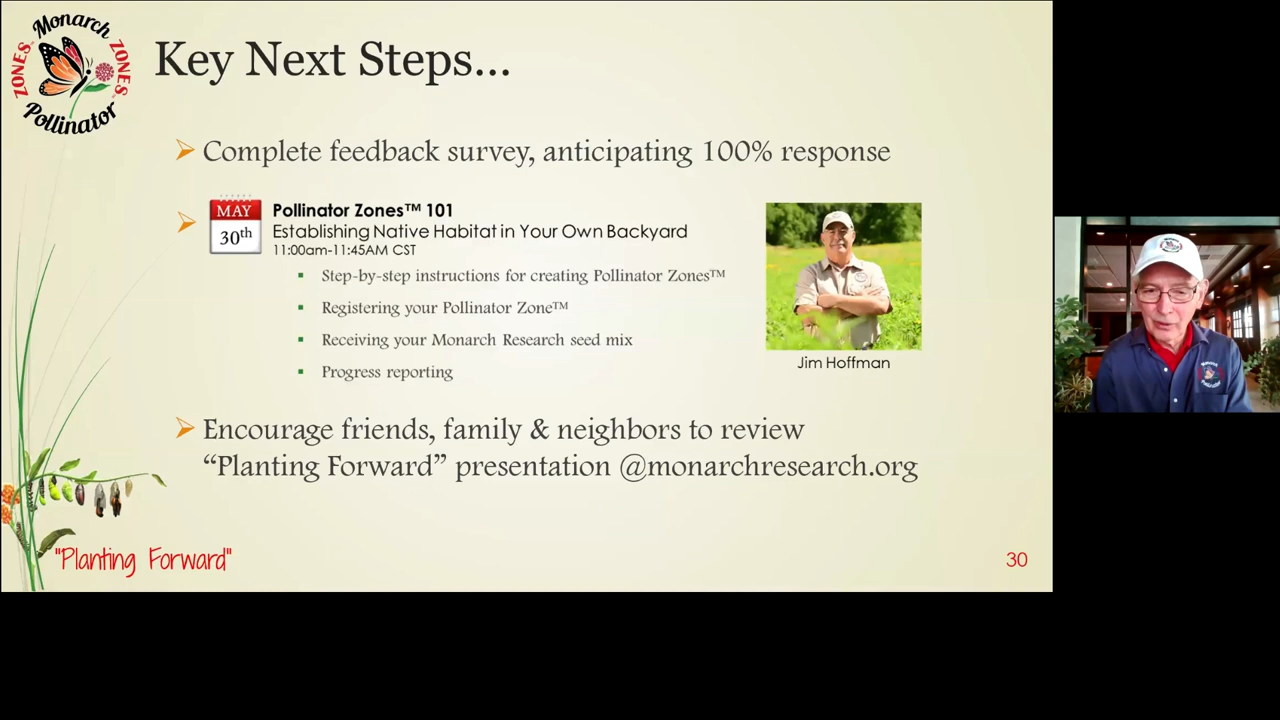 Monarch
ZONES
ZONES
Pollinator
Key Next Steps...
Complete feedback survey, anticipating 100% response
MAY
30th
Pollinator Zones™ 101
Establishing Native Habitat in Your Own Backyard
11:00am-11:45AM CST
Step-by-step instructions for creating Pollinator Zones™
Registering your Pollinator Zone™
Receiving your Monarch Research seed mix
Progress reporting
Jim Hoffman
Encourage friends, family & neighbors to review
“Planting Forward” presentation @monarchresearch.org
"Planting Forward"
30